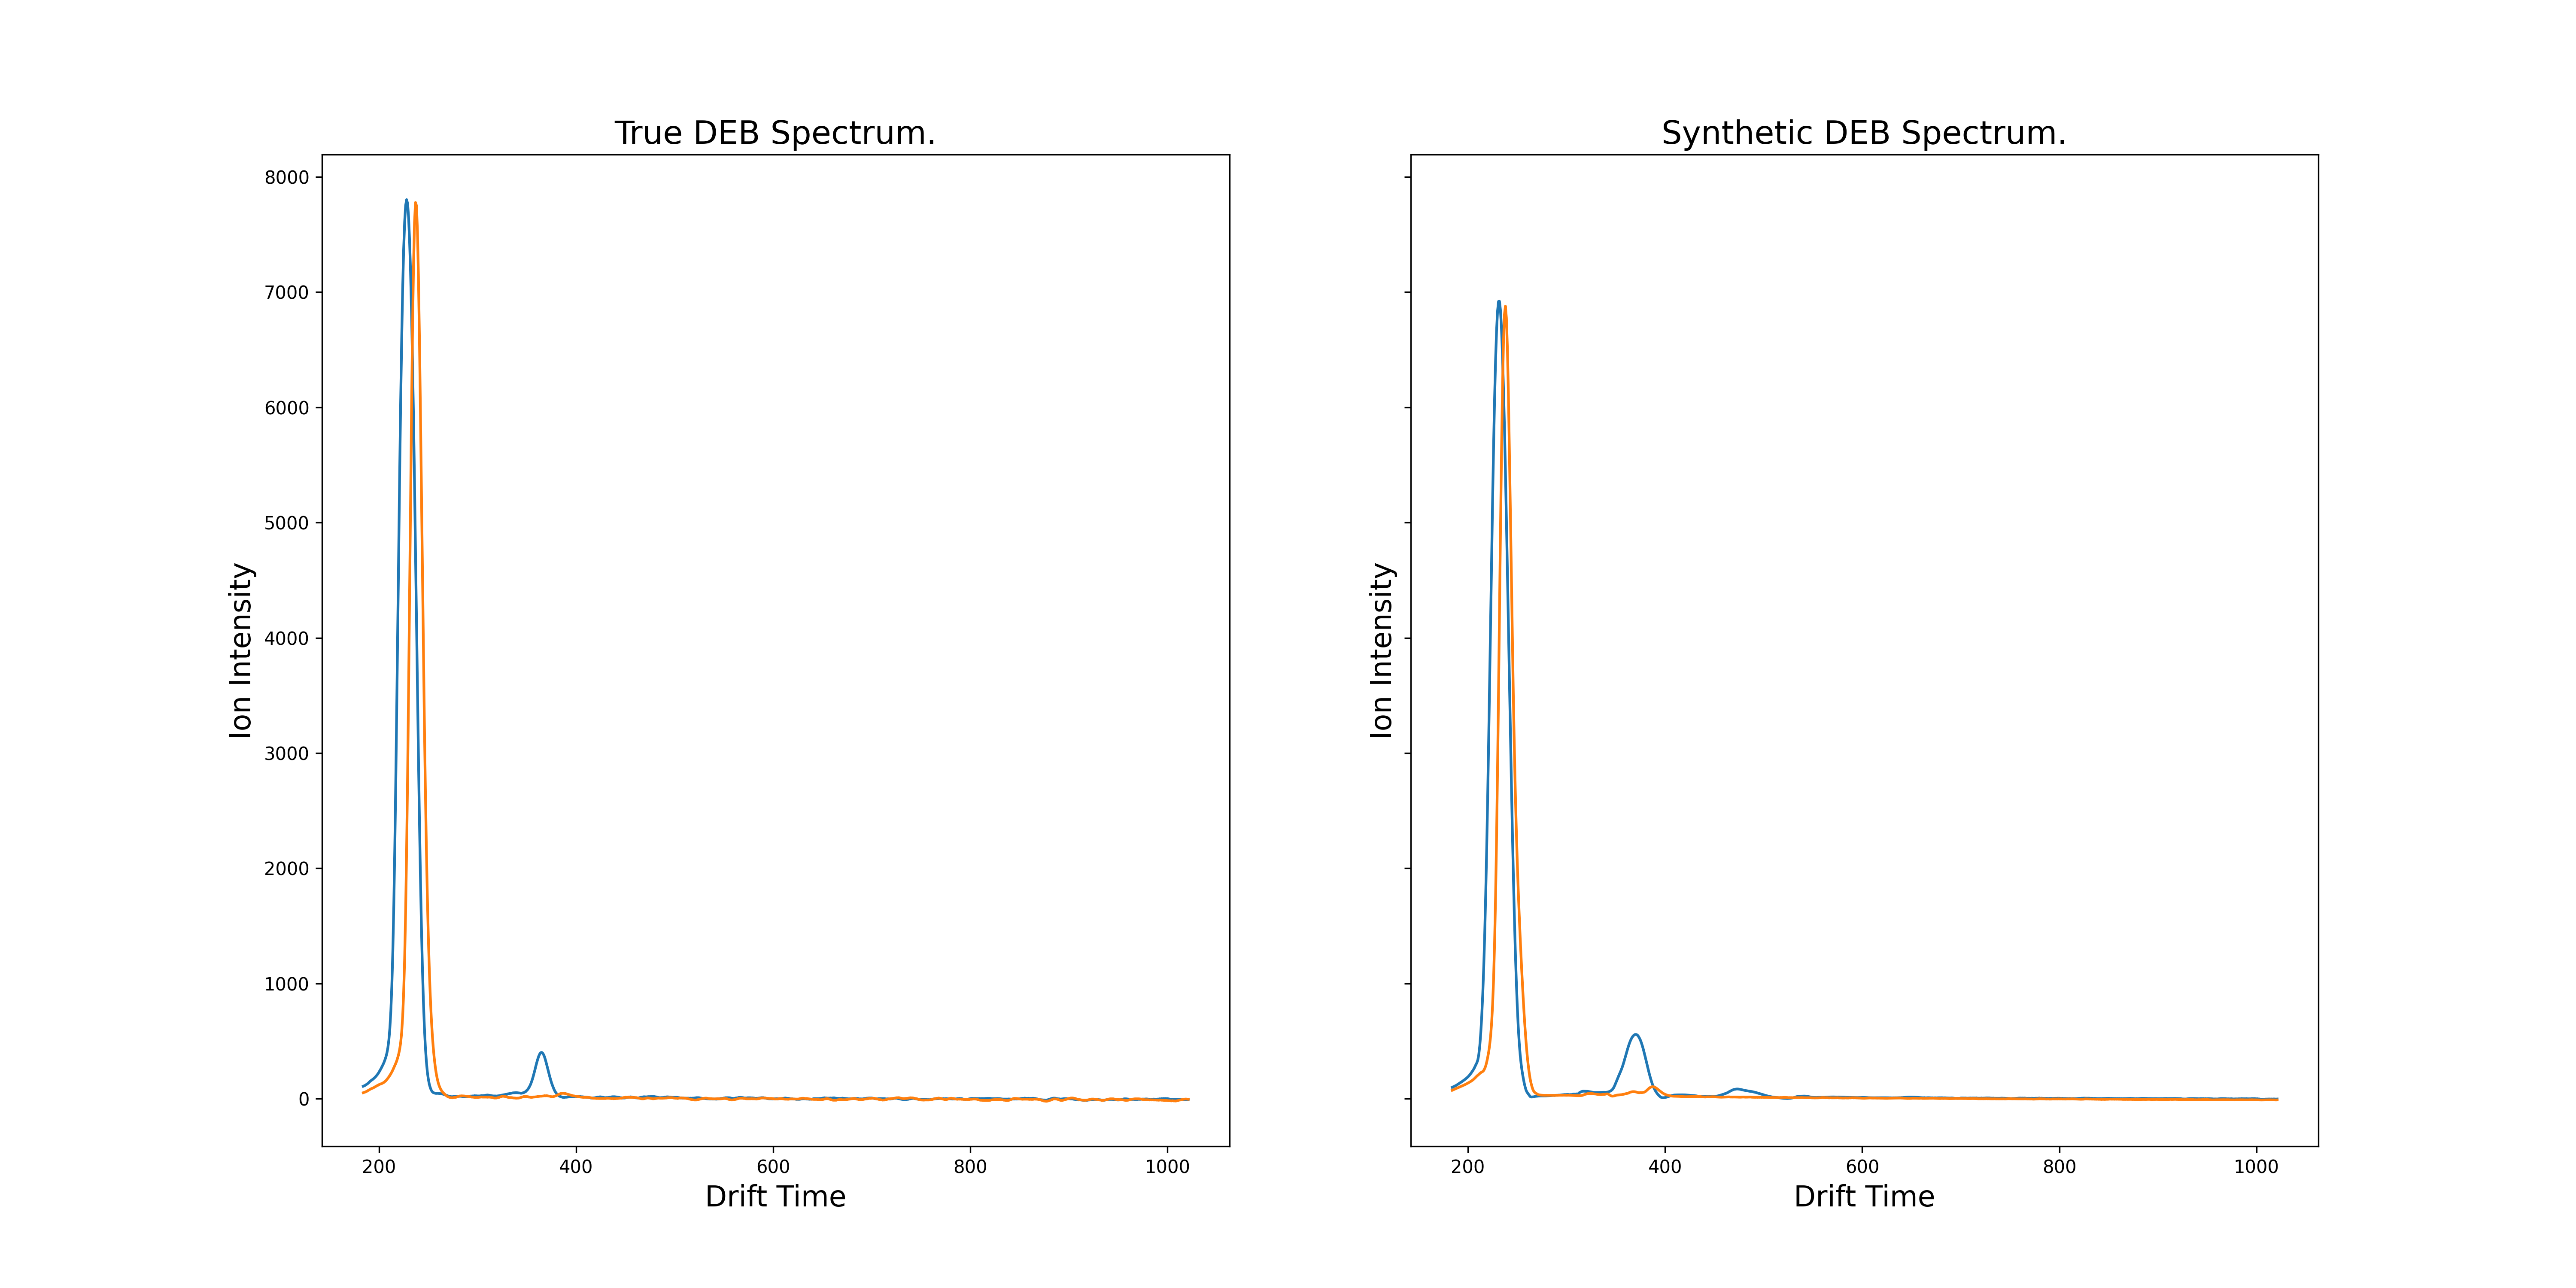 True DEB Spectrum.
Ion Intensity
8000
7000
6000
5000
4000
3000
2000
1000
0
200 400 600 800 1000
Drift Time
Synthetic DEB Spectrum.
Ion Intensity
200 400 600 800 1000
Drift Time